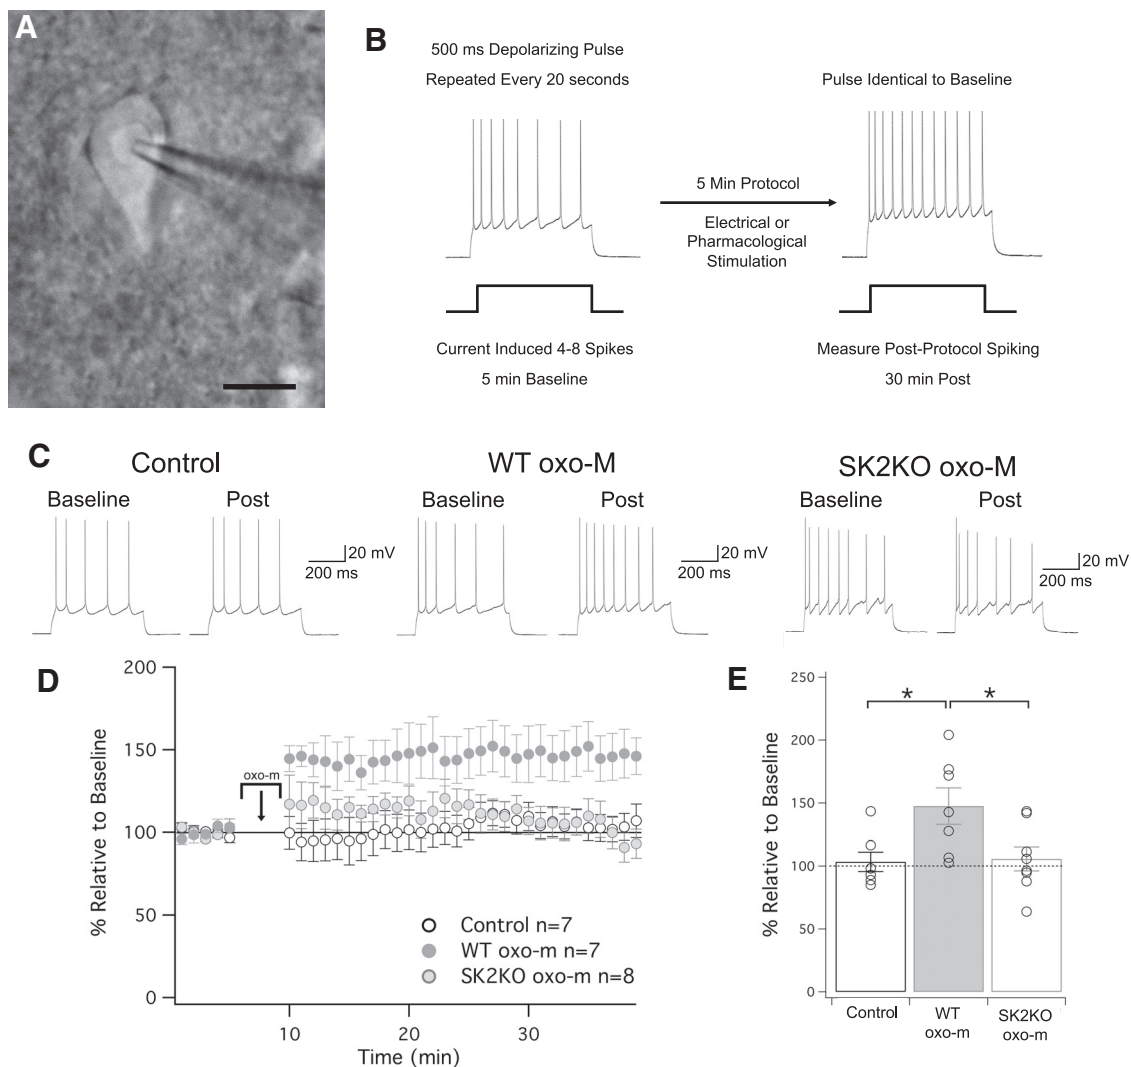 A
B
500 ms Depolarizing Pulse
Repeated Every 20 seconds
Pulse Identical to Baseline
5 Min Protocol
Electrical or
Pharmacological
Stimulation
Current Induced 4-8 Spikes
5 min Baseline
Measure Post-Protocol Spiking
30 min Post
C
Control
WT oxo-M
SK2KO oxo-M
Baseline
Post
Baseline
Post
Baseline
Post
20 mV
200 ms
20 mV
200 ms
20 mV
200 ms
D
% Relative to Baseline
200
150
100
50
0
oxo-m
Control n=7
WT oxo-m n=7
SK2KO oxo-m n=8
10
20
30
Time (min)
E
% Relative to Baseline
250
200
150
100
50
0
*
*
Control
WT
oxo-m
SK2KO
oxo-m